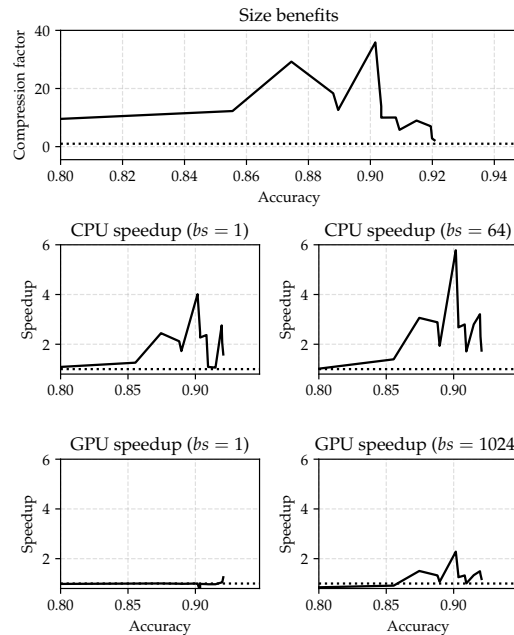 Size benefits
Compression factor
40
20
0
0.80 0.82 0.84 0.86 0.88 0.90 0.92 0.94
Accuracy
CPU speedup (bs = 1)
Speedup
6
4
2
0.80 0.85 0.90
CPU speedup (bs = 64)
Speedup
6
4
2
0.80 0.85 0.90
GPU speedup (bs = 1)
Speedup
6
4
2
0.80 0.85 0.90
Accuracy
GPU speedup (bs = 1024
Speedup
6
4
2
0.80 0.85 0.90
Accuracy